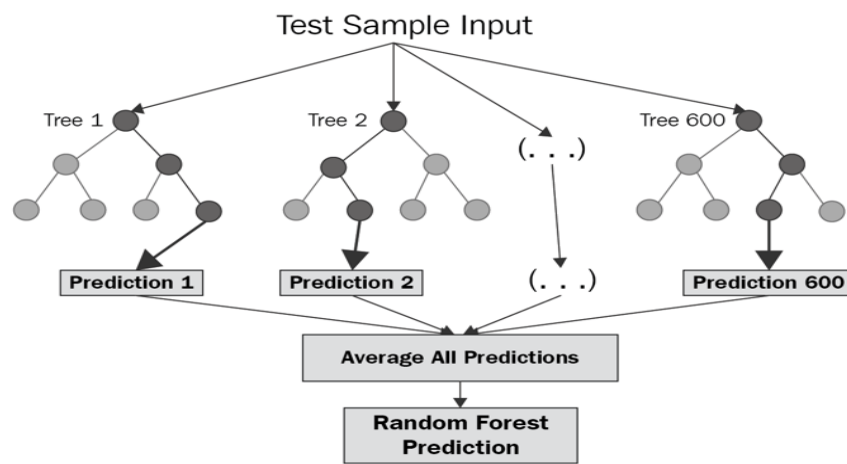 Test Sample Input
Tree 1
Tree 2
Tree 600
(. . .)
(. . .)
Prediction 1
Prediction 2
Prediction 600
Average All Predictions
Random Forest
Prediction